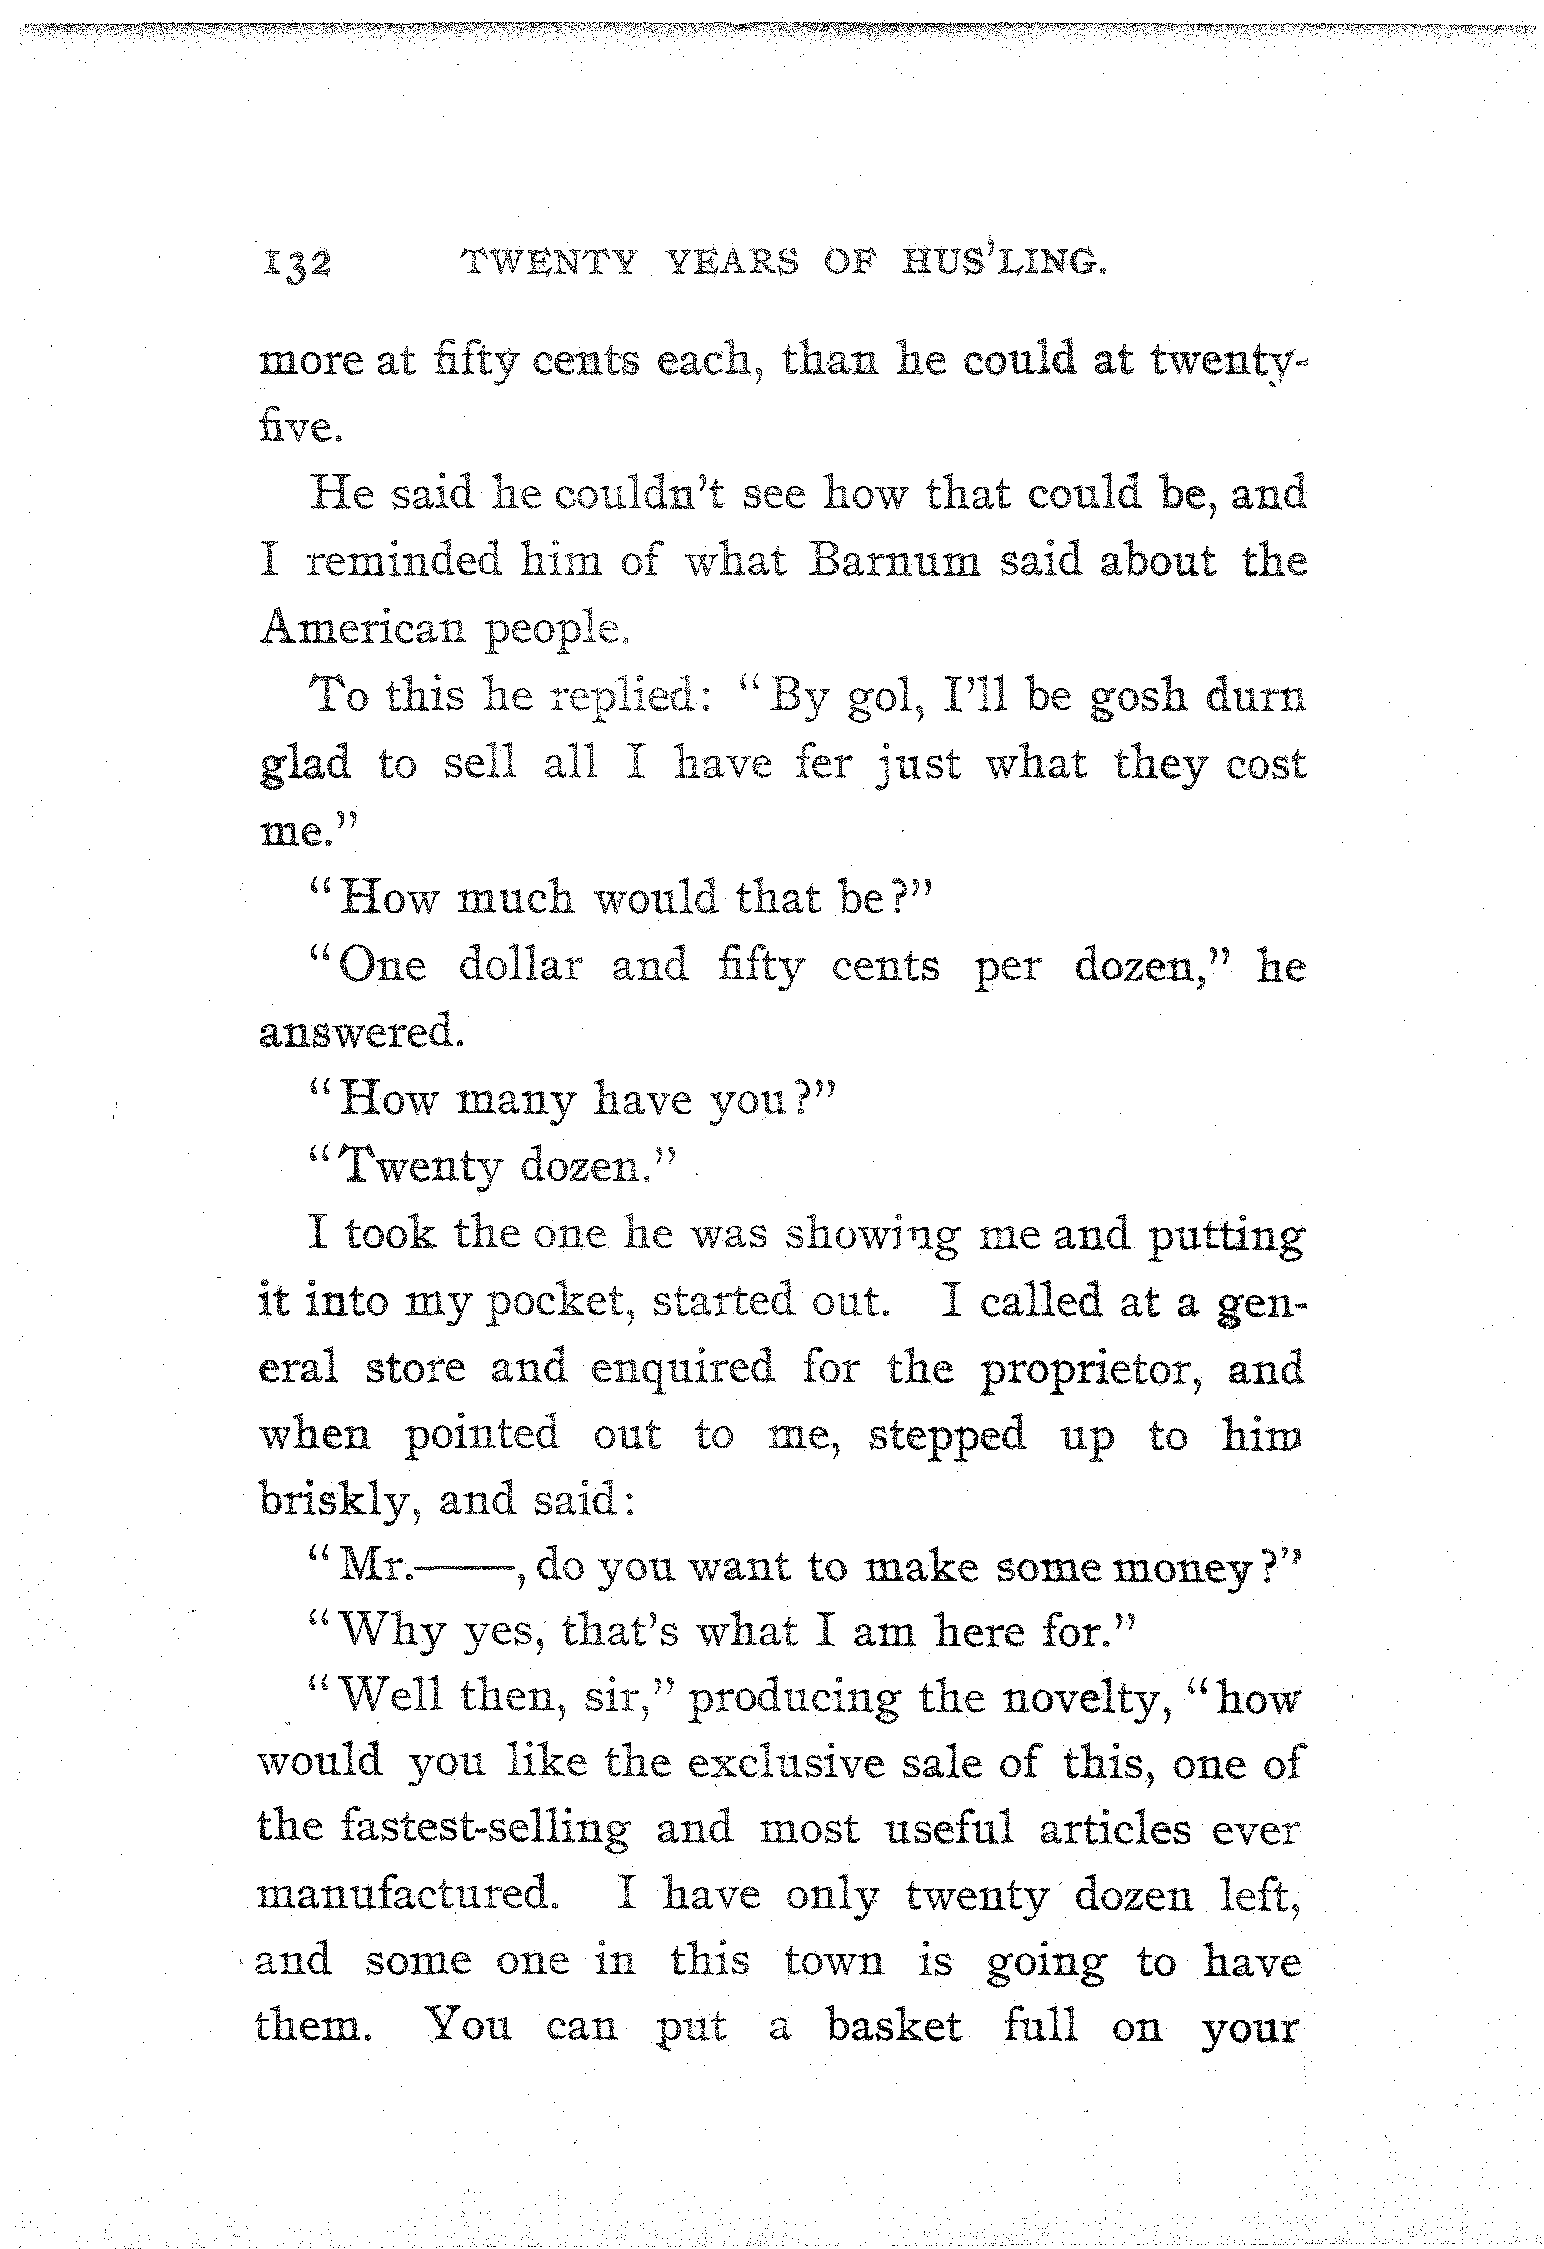 132 TWENTY YEARS OF HUS'LING.
more at fifty cents each, than he could at twenty-
five.
He said he couldn't see how that could be, and
I reminded him of what Barnum said about the
American people.
To this he replied: "By gol, I'll be gosh durn
glad to sell all I have fer just what they cost
me."
"How much would that be?"
"One dollar and fifty cents per dozen," he
answered.
"How many have you?"
"Twenty dozen."
I took the one he was showing me and putting
it into my pocket, started out. I called at a gen-
eral store and enquired for the proprietor, and
when pointed out to me, stepped up to him
briskly, and said:
"Mr.——, do you want to make some money?"
"Why yes, that's what I am here for."
"Well then, sir," producing the novelty, "how
would you like the exclusive sale of this, one of
the fastest-selling and most useful articles ever
manufactured. I have only twenty dozen left,
and some one in this town is going to have
them. You can put a basket full on your